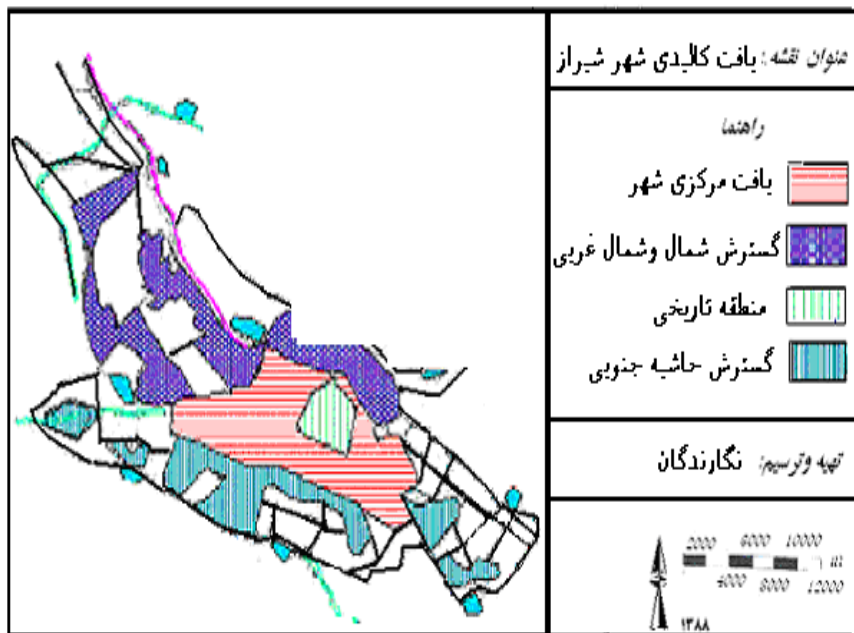 عنوان نقشه: بافت کالبدی شهر شیراز
راهنما
بافت مرکزی شهر
گسترش شمال وشمال غربی
منطقه تاریخی
گسترش حاشیه جنوبی
تهیه وترسیم: نگارندگان
2000 6000 10000
m
4000 8000 12000
۱۳۸۸